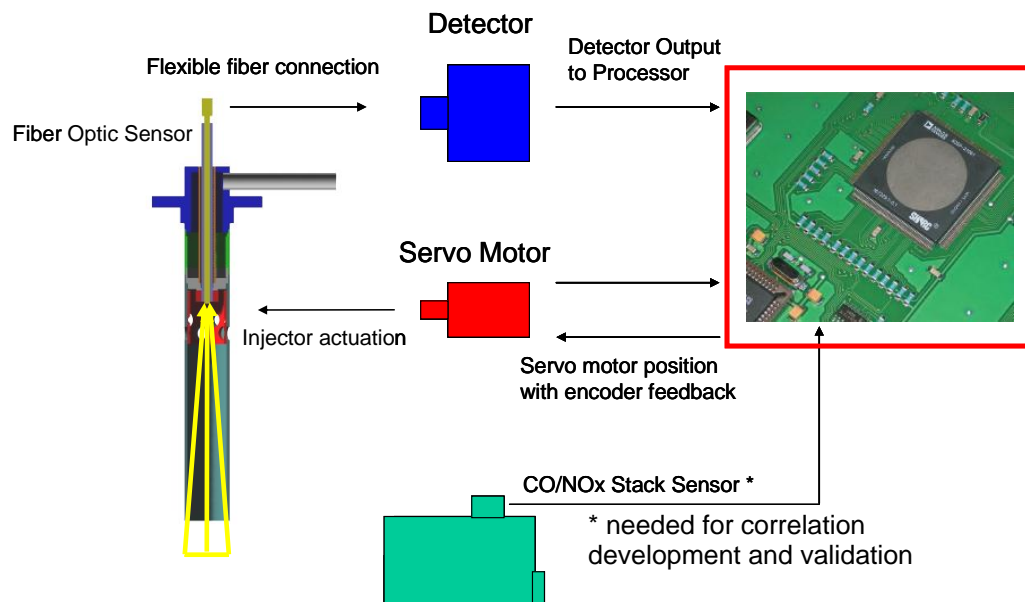 Detector
Detector Output
to Processor
Flexible fiber connection
Fiber Optic Sensor
Servo Motor
Injector actuation
Servo motor position
with encoder feedback
CO/NOx Stack Sensor *
* needed for correlation
development and validation